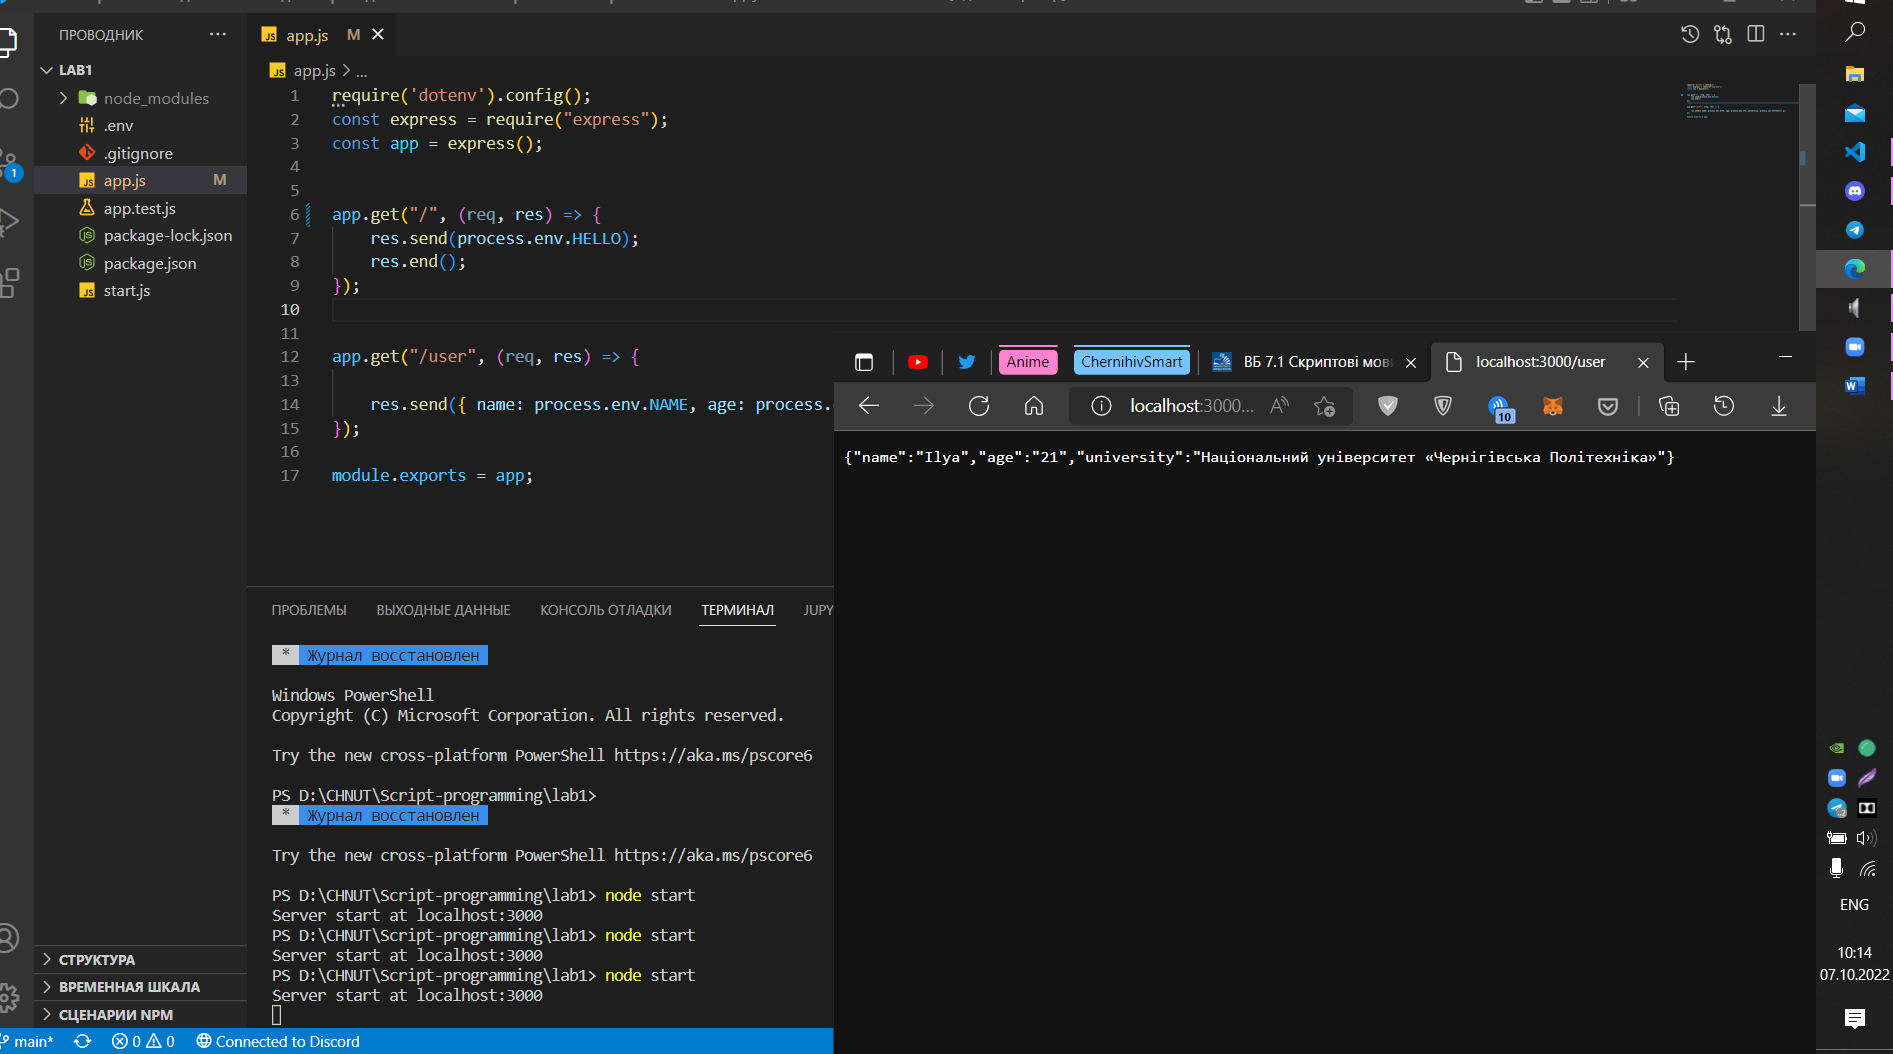 ПРОВОДНИК
LAB1
node_modules
.env
.gitignore
app.js M
app.test.js
package-lock.json
package.json
start.js
СТРУКТУРА
ВРЕМЕННАЯ ШКАЛА
СЦЕНАРИИ NPM
1
app.js M
app.js > ...
1 require('dotenv').config();
2 const express = require("express");
3 const app = express();
4
5
6 app.get("/", (req, res) => {
7 res.send(process.env.HELLO);
8 res.end();
9 });
10
11
12 app.get("/user", (req, res) => {
13
14 res.send({ name: process.env.NAME, age: process.
15 });
16
17 module.exports = app;
ПРОБЛЕМЫ ВЫХОДНЫЕ ДАННЫЕ КОНСОЛЬ ОТЛАДКИ ТЕРМИНАЛ JUPY
* Журнал восстановлен
Windows PowerShell
Copyright (C) Microsoft Corporation. All rights reserved.
Try the new cross-platform PowerShell https://aka.ms/pscore6
PS D:\CHNUT\Script-programming\lab1>
* Журнал восстановлен
Try the new cross-platform PowerShell https://aka.ms/pscore6
PS D:\CHNUT\Script-programming\lab1> node start
Server start at localhost:3000
PS D:\CHNUT\Script-programming\lab1> node start
Server start at localhost:3000
PS D:\CHNUT\Script-programming\lab1> node start
Server start at localhost:3000
main* 0 0 Connected to Discord
Anime ChernihivSmart ВБ 7.1 Скриптові мов localhost:3000/user
localhost:3000... 10
{"name":"Ilya","age":"21","university":"Національний університет «Чернігівська Політехніка»"}
ENG
10:14
07.10.2022